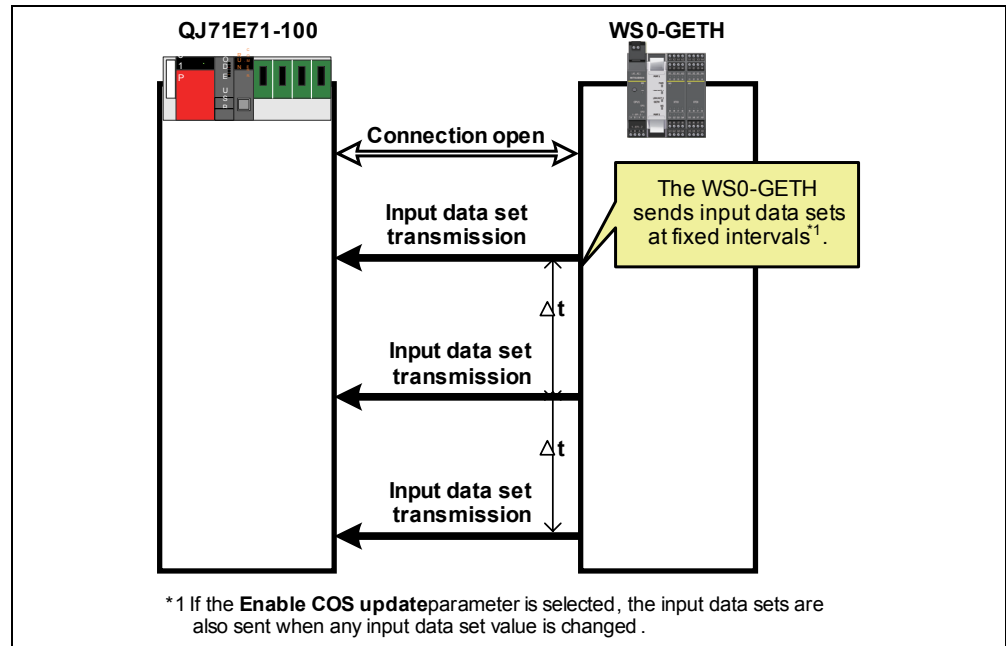 QJ71E71-100
WS0-GETH
Connection open
The WS0-GETH
sends input data sets
at fixed intervals*1.
Input data set
transmission
△t
Input data set
transmission
△t
Input data set
transmission
*1 If the Enable COS updateparameter is selected, the input data sets are
also sent when any input data set value is changed .